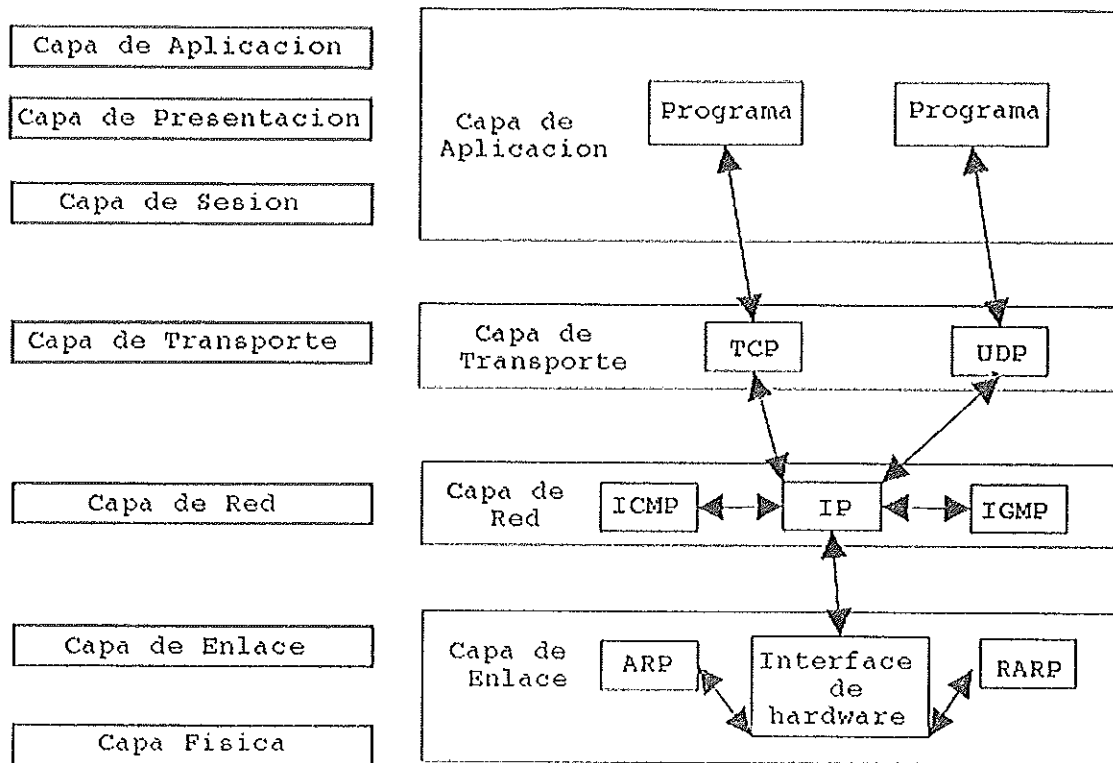 Capa de Aplicacion
Capa de Presentacion
Capa de Sesion
Capa de Transporte
Capa de Red
Capa de Enlace
Capa Fisica
Capa de
Aplicacion
Programa
Programa
Capa de
Transporte
TCP
UDP
Capa de
Red
ICMP
IP
IGMP
Capa de
Enlace
ARP
Interface
de
hardware
RARP